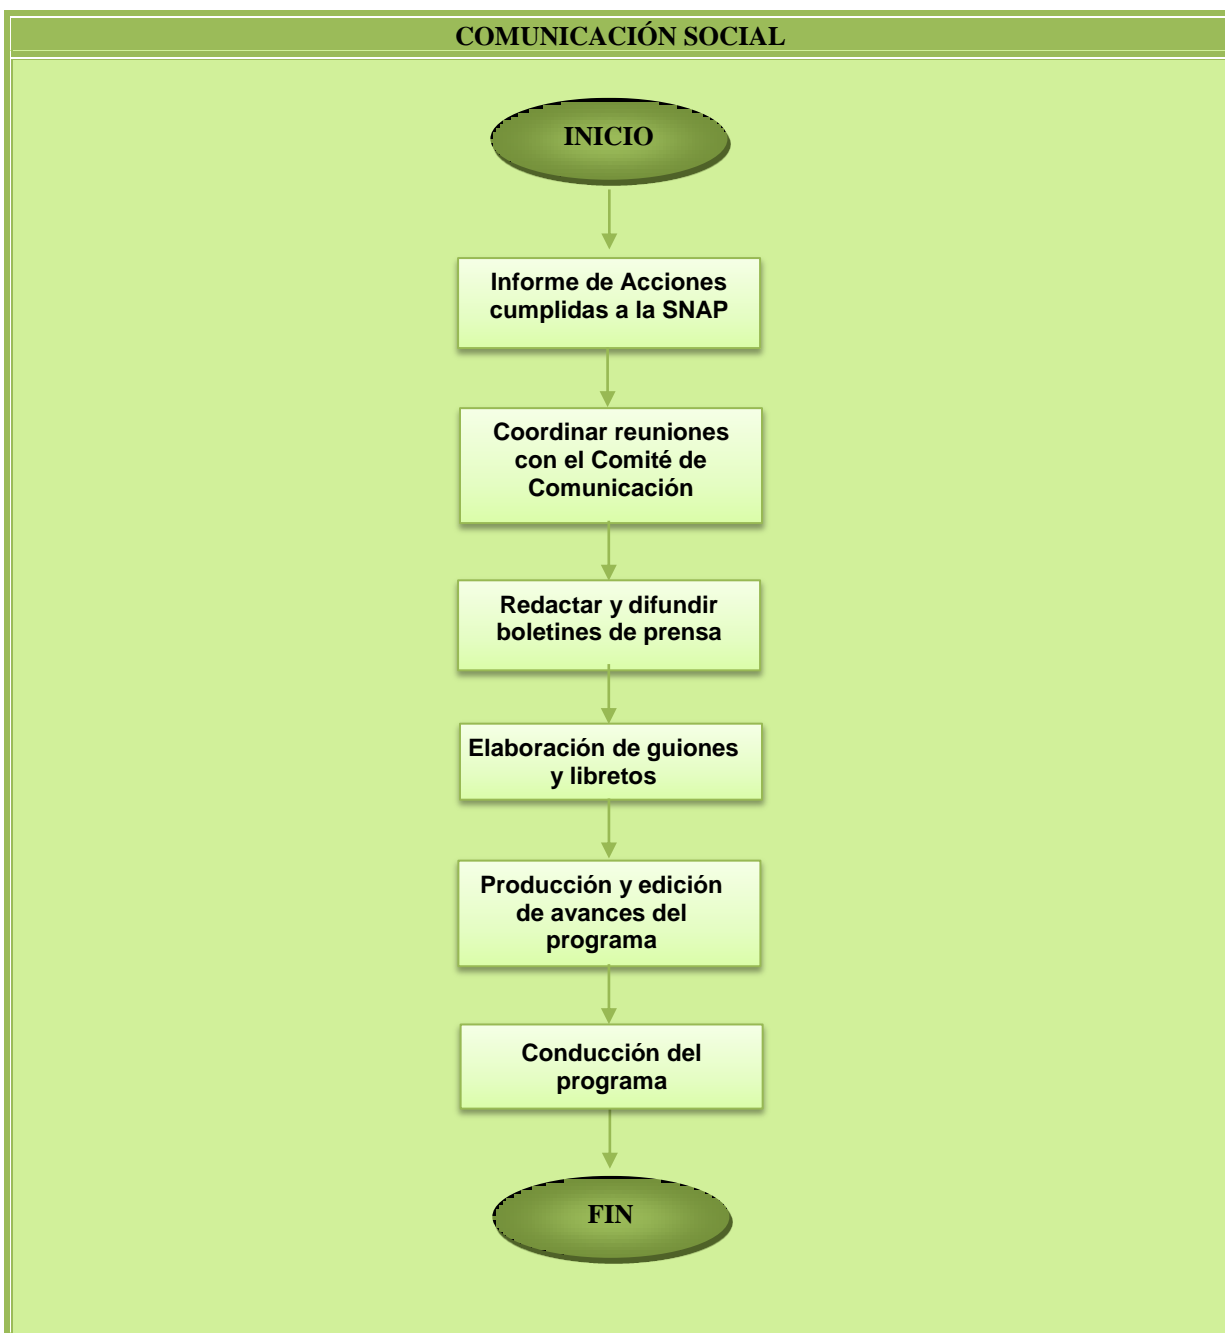 COMUNICACIÓN SOCIAL
INICIO
Informe de Acciones
cumplidas a la SNAP
Coordinar reuniones
con el Comité de
Comunicación
Redactar y difundir
boletines de prensa
Elaboración de guiones
y libretos
Producción y edición
de avances del
programa
Conducción del
programa
FIN